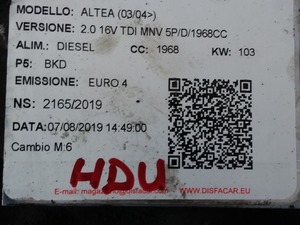 MODELLO: ALTEA (03/04>)
VERSIONE: 2.0 16V TDI MNV 5P/D/1968CC
ALIM.: DIESEL CC: 1968 KW: 103
P5: BKD
EMISSIONE: EURO 4
NS: 2165/2019
DATA:07/08/2019 14:49:00
Cambio M:6
HDU
E-mail: WWW.DISFACAR.EU